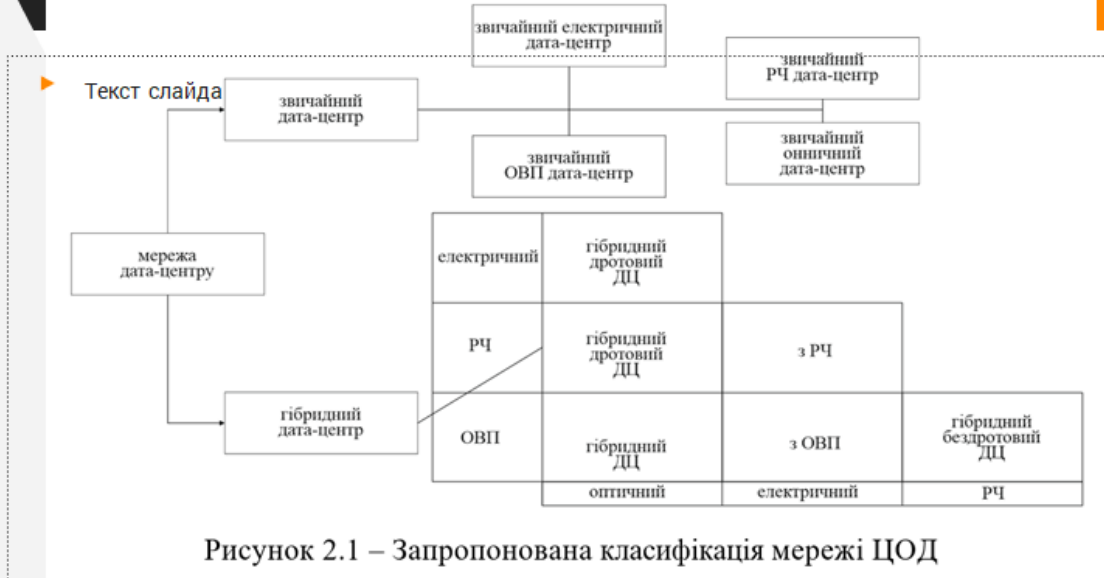 звичайний електричний
дата-центр
звичайний
РЧ дата-центр
Текст слайда
звичайний
дата-центр
звичайний
ОВП дата-центр
звичайний
онничний
дата-центр
мережа
дата-центру
електричний
гібридний
дротовий
ДЦ
РЧ
гібридний
дротовий
ДЦ
з РЧ
гібридний
дата-центр
ОВП
гібридний
ДЦ
з ОВП
гібридний
бездротовий
ДЦ
оптичний
електричний
РЧ
Рисунок 2.1 – Запропонована класифікація мережі ЦОД